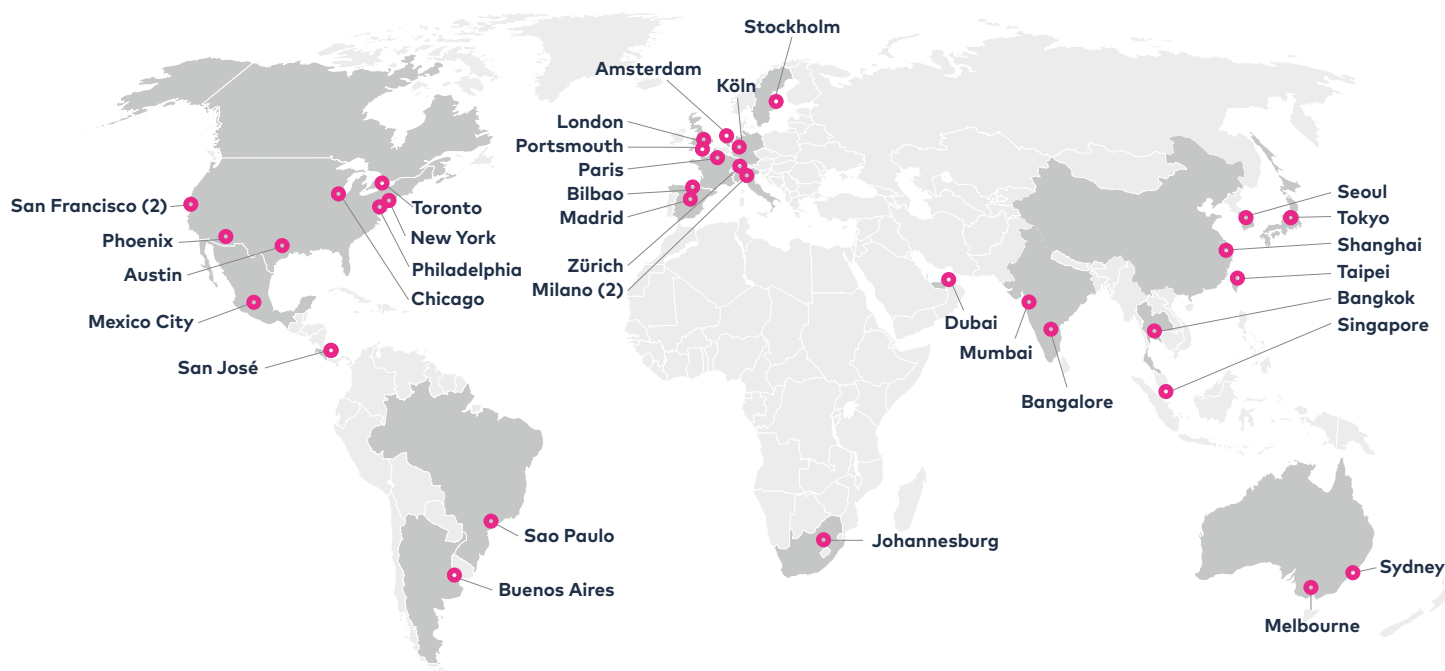 Stockholm
Amsterdam
Köln
London
Portsmouth
Paris
Bilbao
Madrid
Zürich
Milano (2)
San Francisco (2)
Phoenix
Austin
Mexico City
San José
Toronto
New York
Philadelphia
Chicago
Sao Paulo
Buenos Aires
Johannesburg
Dubai
Mumbai
Bangalore
Seoul
Tokyo
Shanghai
Taipei
Bangkok
Singapore
Sydney
Melbourne